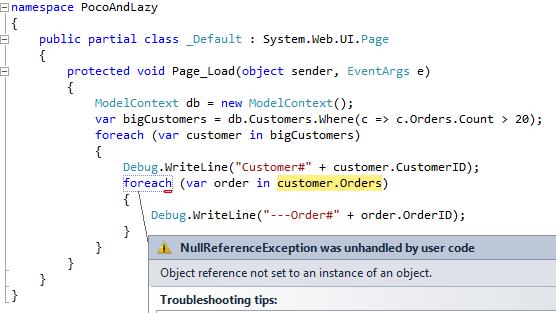 namespace PocoAndLazy
{
    public partial class _Default : System.Web.UI.Page
    {
        protected void Page_Load(object sender, EventArgs e)
        {
            ModelContext db = new ModelContext();
            var bigCustomers = db.Customers.Where(c => c.Orders.Count > 20);
            foreach (var customer in bigCustomers)
            {
                Debug.WriteLine("Customer#" + customer.CustomerID);
                foreach (var order in customer.Orders)
                {
                    Debug.WriteLine("---Order#" + order.OrderID);
                }
            }
        }
    }
}
NullReferenceException was unhandled by user code
Object reference not set to an instance of an object.
Troubleshooting tips: